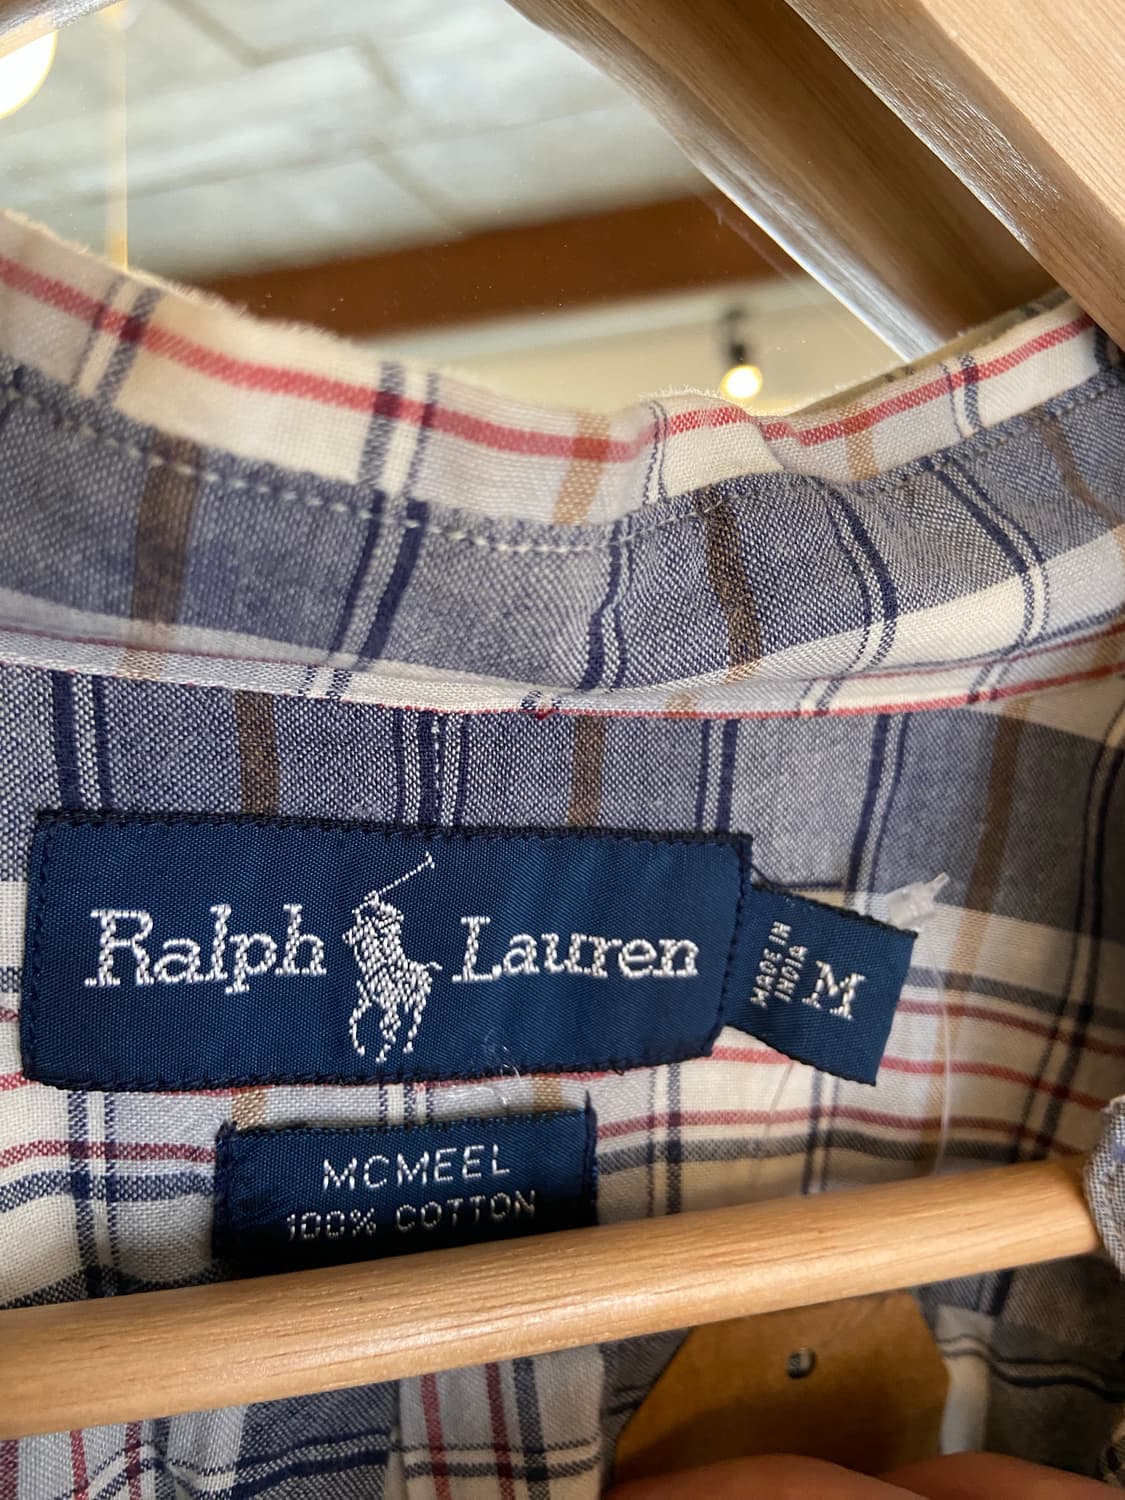 Ralph Lauren
MADE IN
INDIA
M
MCMEEL
100% COTTON